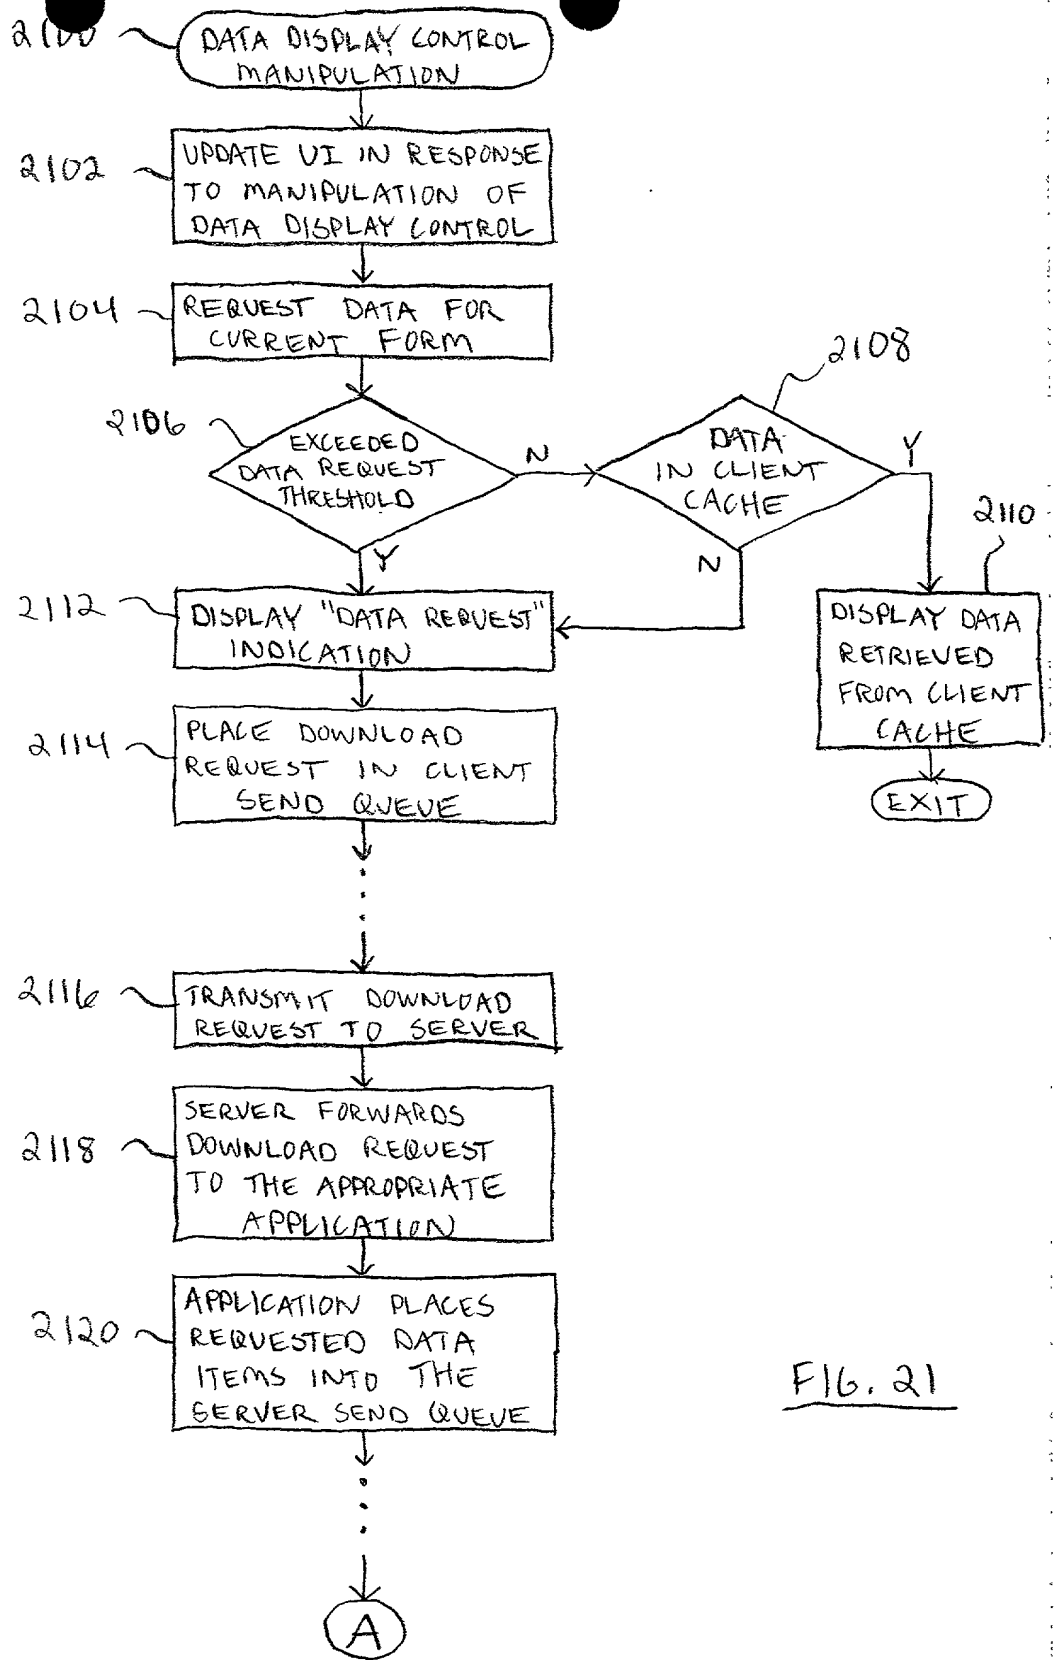 2100
DATA DISPLAY CONTROL
MANIPULATION
2102
UPDATE UI IN RESPONSE
TO MANIPULATION OF
DATA DISPLAY CONTROL
2104
REQUEST DATA FOR
CURRENT FORM
2106
EXCEEDED
DATA REQUEST
THRESHOLD
N
Y
2108
DATA
IN CLIENT
CACHE
Y
N
2110
DISPLAY DATA
RETRIEVED
FROM CLIENT
CACHE
EXIT
2112
DISPLAY "DATA REQUEST"
INDICATION
2114
PLACE DOWNLOAD
REQUEST IN CLIENT
SEND QUEUE
2116
TRANSMIT DOWNLOAD
REQUEST TO SERVER
2118
SERVER FORWARDS
DOWNLOAD REQUEST
TO THE APPROPRIATE
APPLICATION
2120
APPLICATION PLACES
REQUESTED DATA
ITEMS INTO THE
SERVER SEND QUEUE
A
FIG. 21